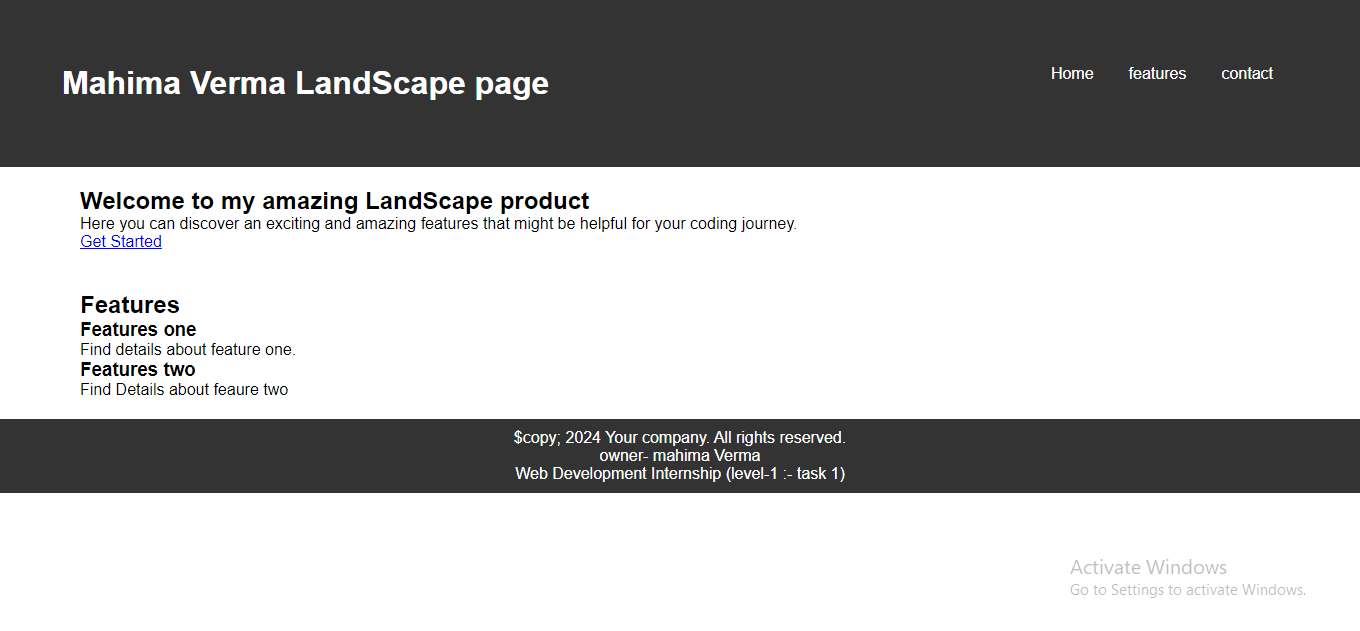 Mahima Verma LandScape page
Home features contact
Welcome to my amazing LandScape product
Here you can discover an exciting and amazing features that might be helpful for your coding journey.
Get Started
Features
Features one
Find details about feature one.
Features two
Find Details about feaure two
$copy; 2024 Your company. All rights reserved.
owner- mahima Verma
Web Development Internship (level-1 :- task 1)
Activate Windows
Go to Settings to activate Windows.